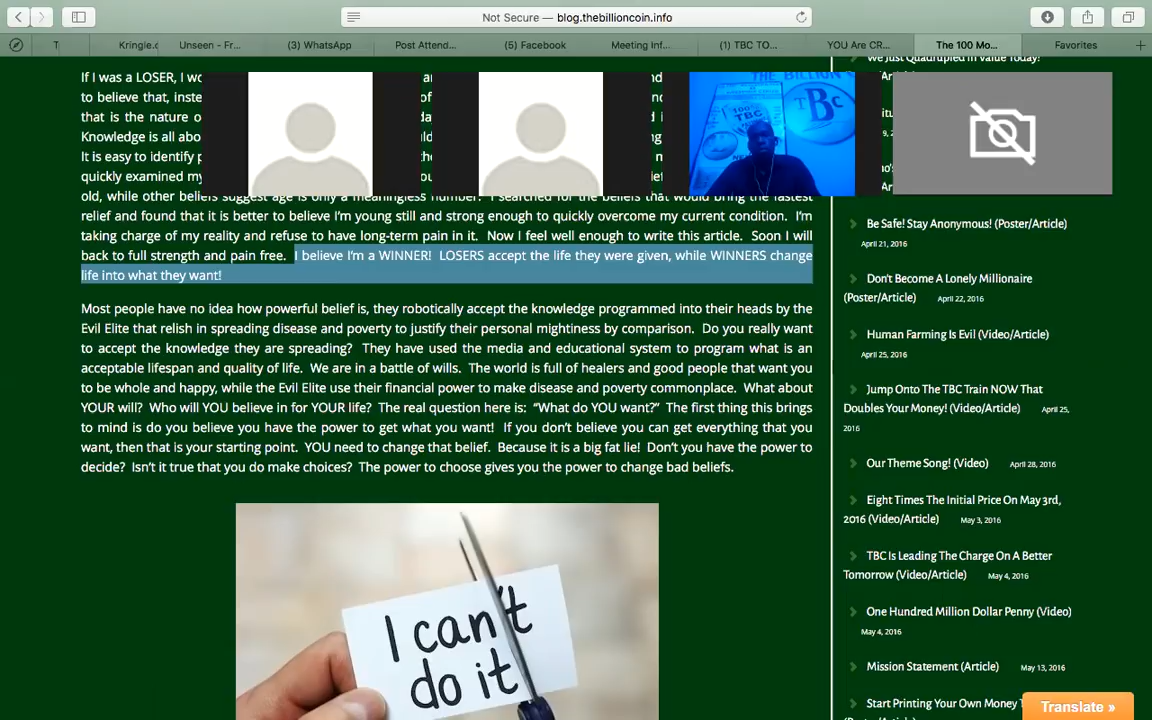 Not Secure — blog.thebillioncoin.info
T
Kringle.c
Unseen - Fr...
(3) WhatsApp
Post Attend...
(5) Facebook
Meeting Inf...
(1) TBC TO...
YOU Are CR...
The 100 Mo...
Favorites
If I was a LOSER, I wo
to believe that, inste
that is the nature o
Knowledge is all abo
It is easy to identify p
quickly examined my
old, while other beliefs suggest age is only a meaningless number. I searched for the beliefs that would bring the fastest
relief and found that it is better to believe I'm young still and strong enough to quickly overcome my current condition. I'm
taking charge of my reality and refuse to have long-term pain in it. Now I feel well enough to write this article. Soon I will
back to full strength and pain free. I believe I'm a WINNER! LOSERS accept the life they were given, while WINNERS change
life into what they want!
Most people have no idea how powerful belief is, they robotically accept the knowledge programmed into their heads by the
Evil Elite that relish in spreading disease and poverty to justify their personal mightiness by comparison. Do you really want
to accept the knowledge they are spreading? They have used the media and educational system to program what is an
acceptable lifespan and quality of life. We are in a battle of wills. The world is full of healers and good people that want you
to be whole and happy, while the Evil Elite use their financial power to make disease and poverty commonplace. What about
YOUR will? Who will YOU believe in for YOUR life? The real question here is: “What do YOU want?” The first thing this brings
to mind is do you believe you have the power to get what you want! If you don't believe you can get everything that you
want, then that is your starting point. YOU need to change that belief. Because it is a big fat lie! Don't you have the power to
decide? Isn't it true that you do make choices? The power to choose gives you the power to change bad beliefs.
I can't
do it
THE BILLION
100%
TBC
TBC
We Just Quadrupled in Value Today!
Be Safe! Stay Anonymous! (Poster/Article)
April 21, 2016
Don't Become A Lonely Millionaire
(Poster/Article) April 22, 2016
Human Farming Is Evil (Video/Article)
April 25, 2016
Jump Onto The TBC Train NOW That
Doubles Your Money! (Video/Article) April 25,
2016
Our Theme Song! (Video) April 28, 2016
Eight Times The Initial Price On May 3rd,
2016 (Video/Article) May 3, 2016
TBC Is Leading The Charge On A Better
Tomorrow (Video/Article) May 4, 2016
One Hundred Million Dollar Penny (Video)
May 4, 2016
Mission Statement (Article) May 13, 2016
Start Printing Your Own Money T
Translate »